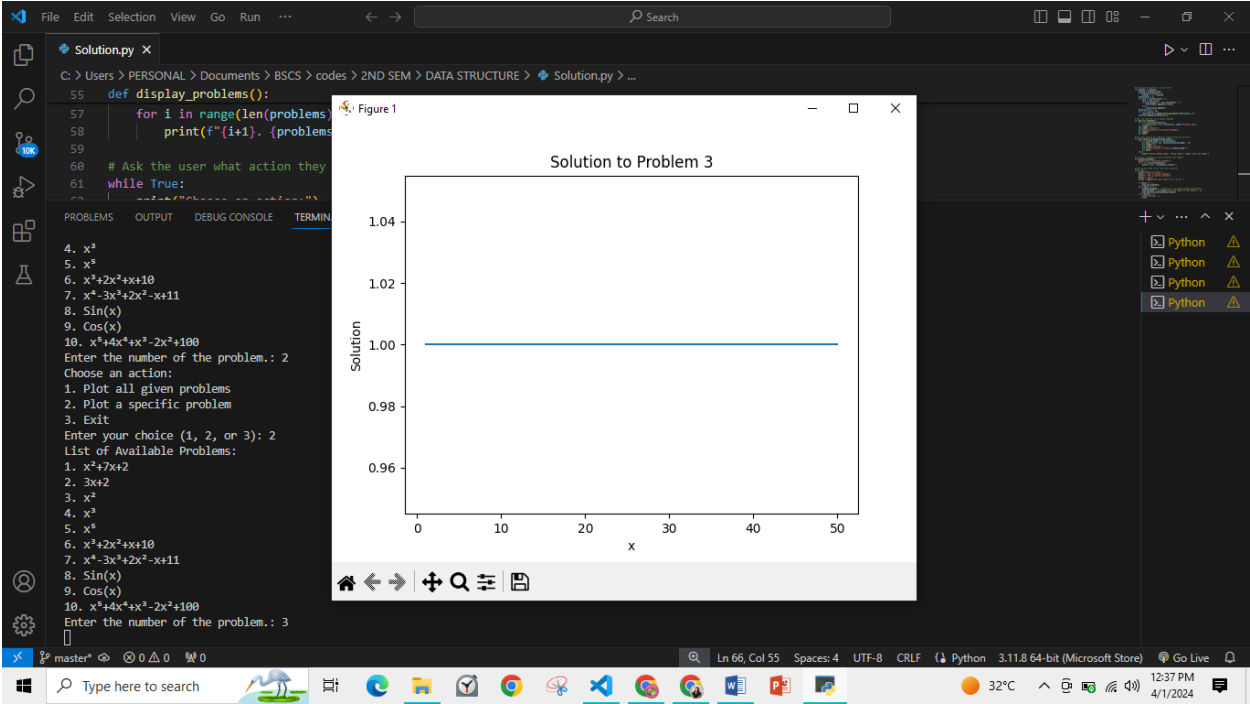 File Edit Selection View Go Run ··· Search
Solution.py
C: > Users > PERSONAL > Documents > BSCS > codes > 2ND SEM > DATA STRUCTURE > Solution.py > ...
55 def display_problems():
57 for i in range(len(problems)
58 print(f"{i+1}. {problems
59
60 # Ask the user what action they
61 while True:
PROBLEMS OUTPUT DEBUG CONSOLE TERMIN
4. x³
5. x⁵
6. x³+2x²+x+10
7. x⁴-3x³+2x²-x+11
8. Sin(x)
9. Cos(x)
10. x⁵+4x⁴+x³-2x²+100
Enter the number of the problem.: 2
Choose an action:
1. Plot all given problems
2. Plot a specific problem
3. Exit
Enter your choice (1, 2, or 3): 2
List of Available Problems:
1. x²+7x+2
2. 3x+2
3. x²
4. x³
5. x⁵
6. x³+2x²+x+10
7. x⁴-3x³+2x²-x+11
8. Sin(x)
9. Cos(x)
10. x⁵+4x⁴+x³-2x²+100
Enter the number of the problem.: 3
Figure 1
Solution to Problem 3
1.04
1.02
1.00
0.98
0.96
Solution
0 10 20 30 40 50
x
Python
Python
Python
Python
10K
master* 0 0 0 Ln 66, Col 55 Spaces: 4 UTF-8 CRLF Python 3.11.8 64-bit (Microsoft Store) Go Live
Type here to search 32°C 12:37 PM
4/1/2024